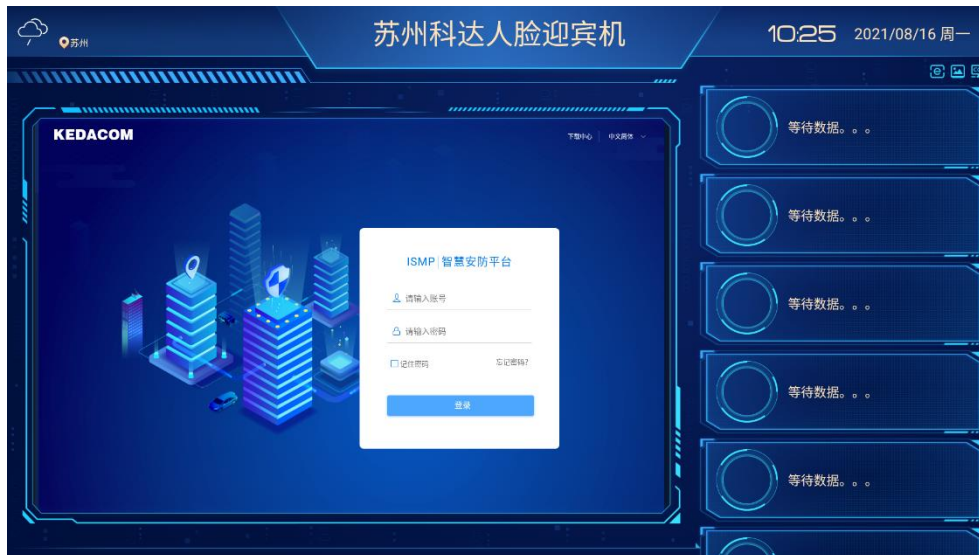 苏州
苏州科达人脸迎宾机
10:25 2021/08/16 周一
KEDACOM
下载中心 中文简体
ISMP 智慧安防平台
请输入账号
请输入密码
记住密码 忘记密码?
登录
等待数据。。。
等待数据。。。
等待数据。。。
等待数据。。。
等待数据。。。